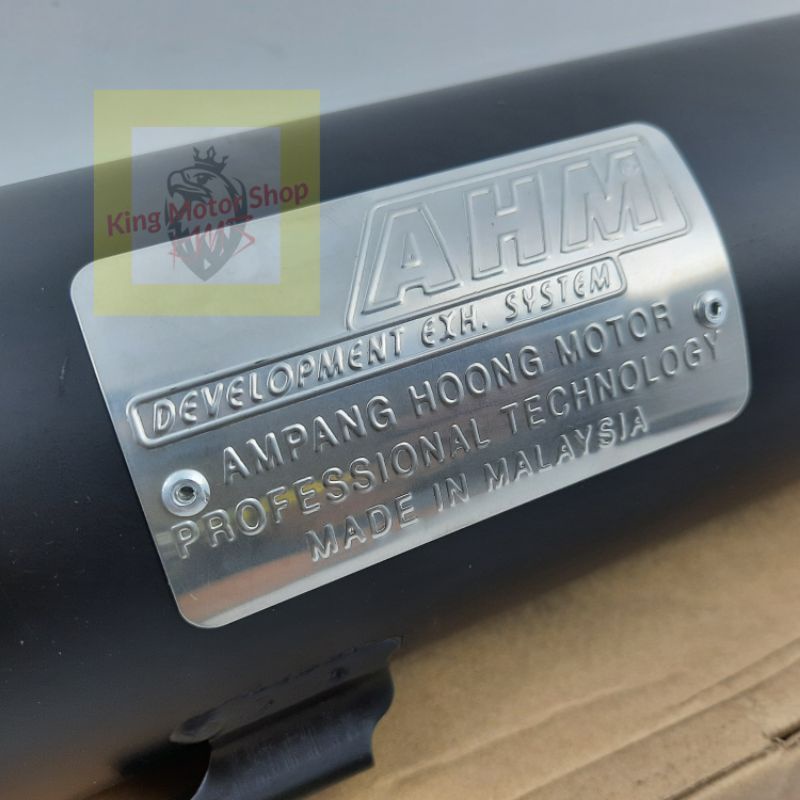 King Motor Shop
AHM
DEVELOPMENT EXH. SYSTEM
AMPANG HOONG MOTOR
PROFESSIONAL TECHNOLOGY
MADE IN MALAYSIA